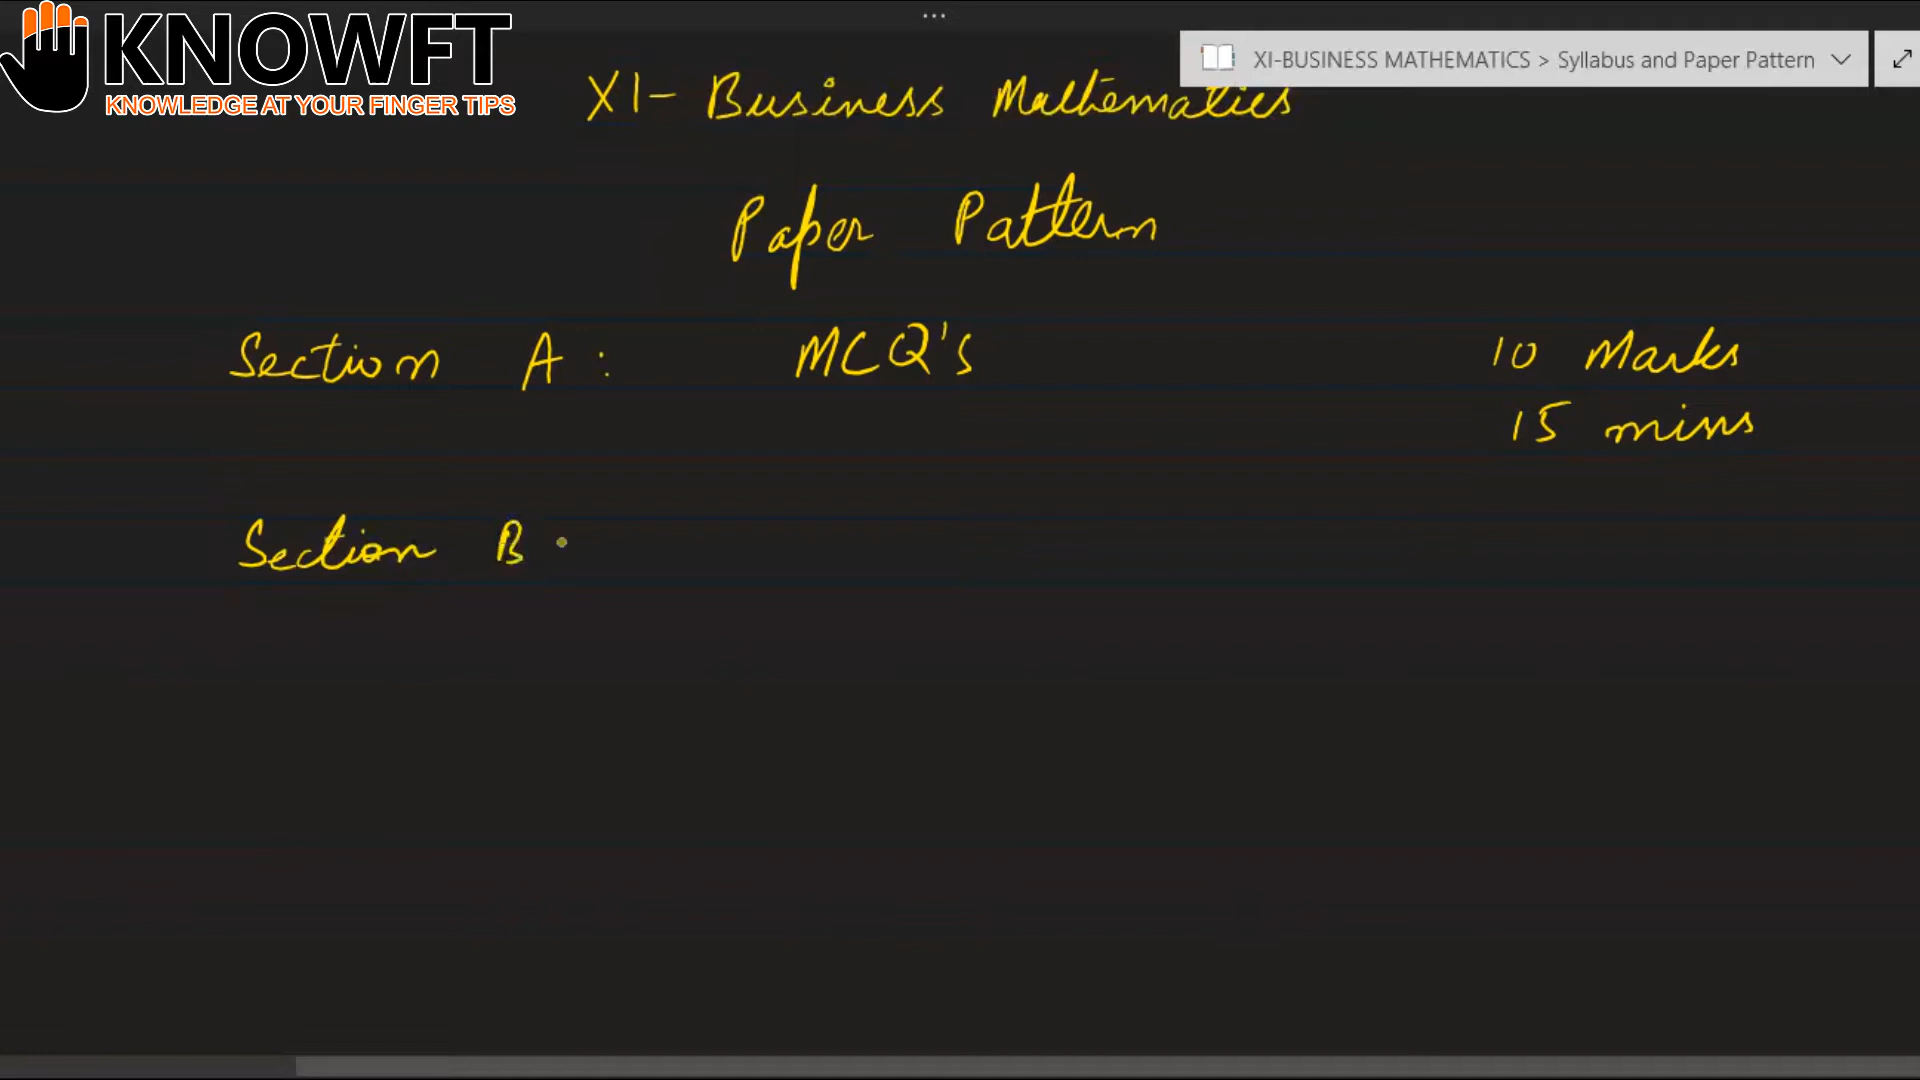 KNOWFT
KNOWLEDGE AT YOUR FINGER TIPS
...
XI-BUSINESS MATHEMATICS > Syllabus and Paper Pattern
XI- Business Mathematics
Paper Pattern
Section A : MCQ's 10 Marks
15 mins
Section B